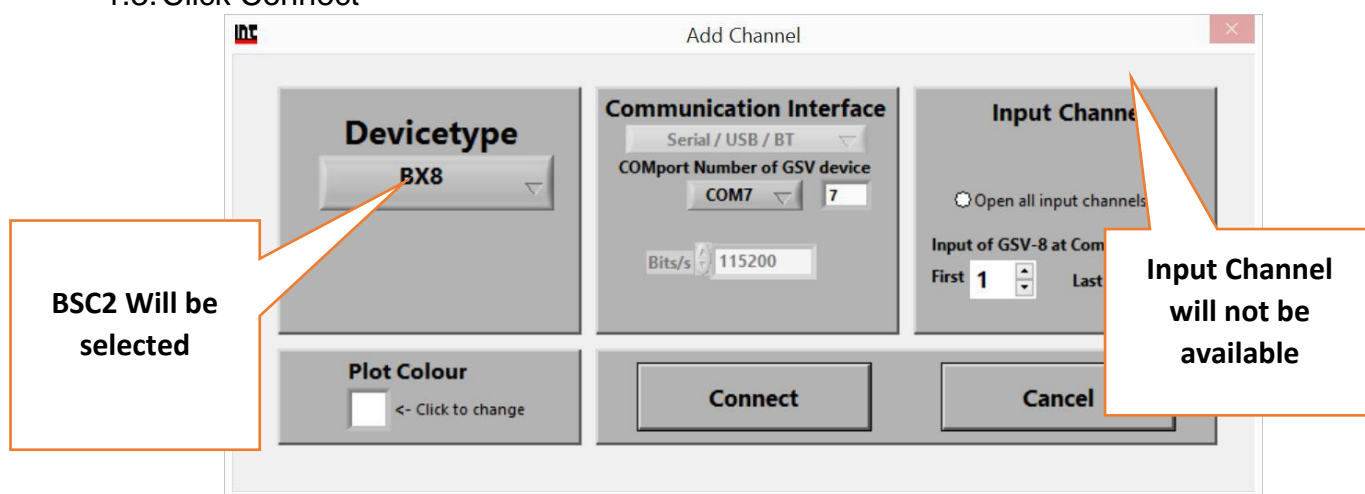 Click Connect
Add Channel
Devicetype
BX8
Communication Interface
Serial / USB / BT
COMport Number of GSV device
COM7 7
Bits/s 115200
Input
Open all input channels
Input of GSV-8 at
First 1 Last
BSC2 Will be
selected
Input Channel
will not be
available
Plot Colour
<- Click to change
Connect
Cancel